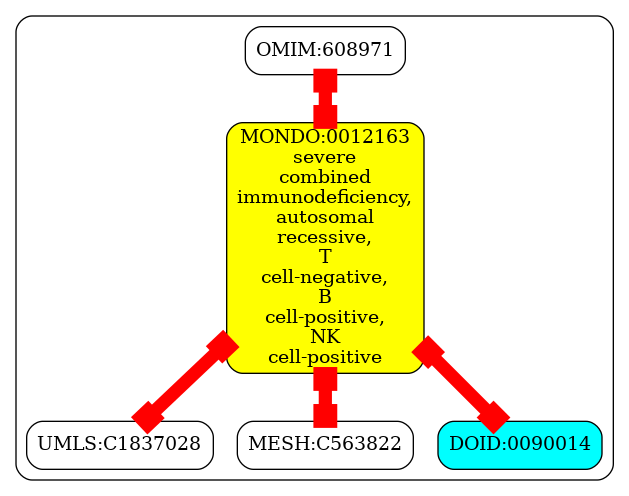 OMIM:608971
MONDO:0012163
severe
combined
immunodeficiency,
autosomal
recessive,
T
cell-negative,
B
cell-positive,
NK
cell-positive
UMLS:C1837028
MESH:C563822
DOID:0090014